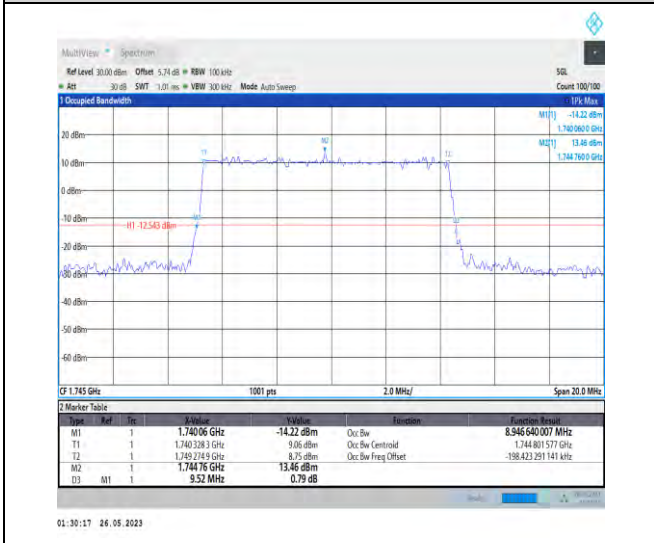 MultiView Spectrum
Ref Level 30.00 dBm Offset 5.74 dB RBW 100 kHz SGL
Att 30 dB SWT 1.01 ms VBW 300 kHz Mode Auto Sweep Count 100/100
1 Occupied Bandwidth 1Pk Max
M1[1] -14.22 dBm
1.740 060 0 GHz
M2[1] 13.46 dBm
1.744 760 0 GHz
20 dBm
M2
T1
T2
10 dBm
0 dBm
-10 dBm
H1 -12.543 dBm
-20 dBm
-30 dBm
-40 dBm
-50 dBm
-60 dBm
CF 1.745 GHz 1001 pts 2.0 MHz/ Span 20.0 MHz
2 Marker Table
Type Ref Trc X-Value Y-Value Function Function Result
M1 1 1.740 06 GHz -14.22 dBm Occ Bw 8.946 640 007 MHz
T1 1 1.740 328 3 GHz 9.06 dBm Occ Bw Centroid 1.744 801 577 GHz
T2 1 1.749 274 9 GHz 8.75 dBm Occ Bw Freq Offset -198.423 291 141 kHz
M2 1 1.744 76 GHz 13.46 dBm
D3 M1 1 9.52 MHz 0.79 dB
01:30:17 26.05.2023